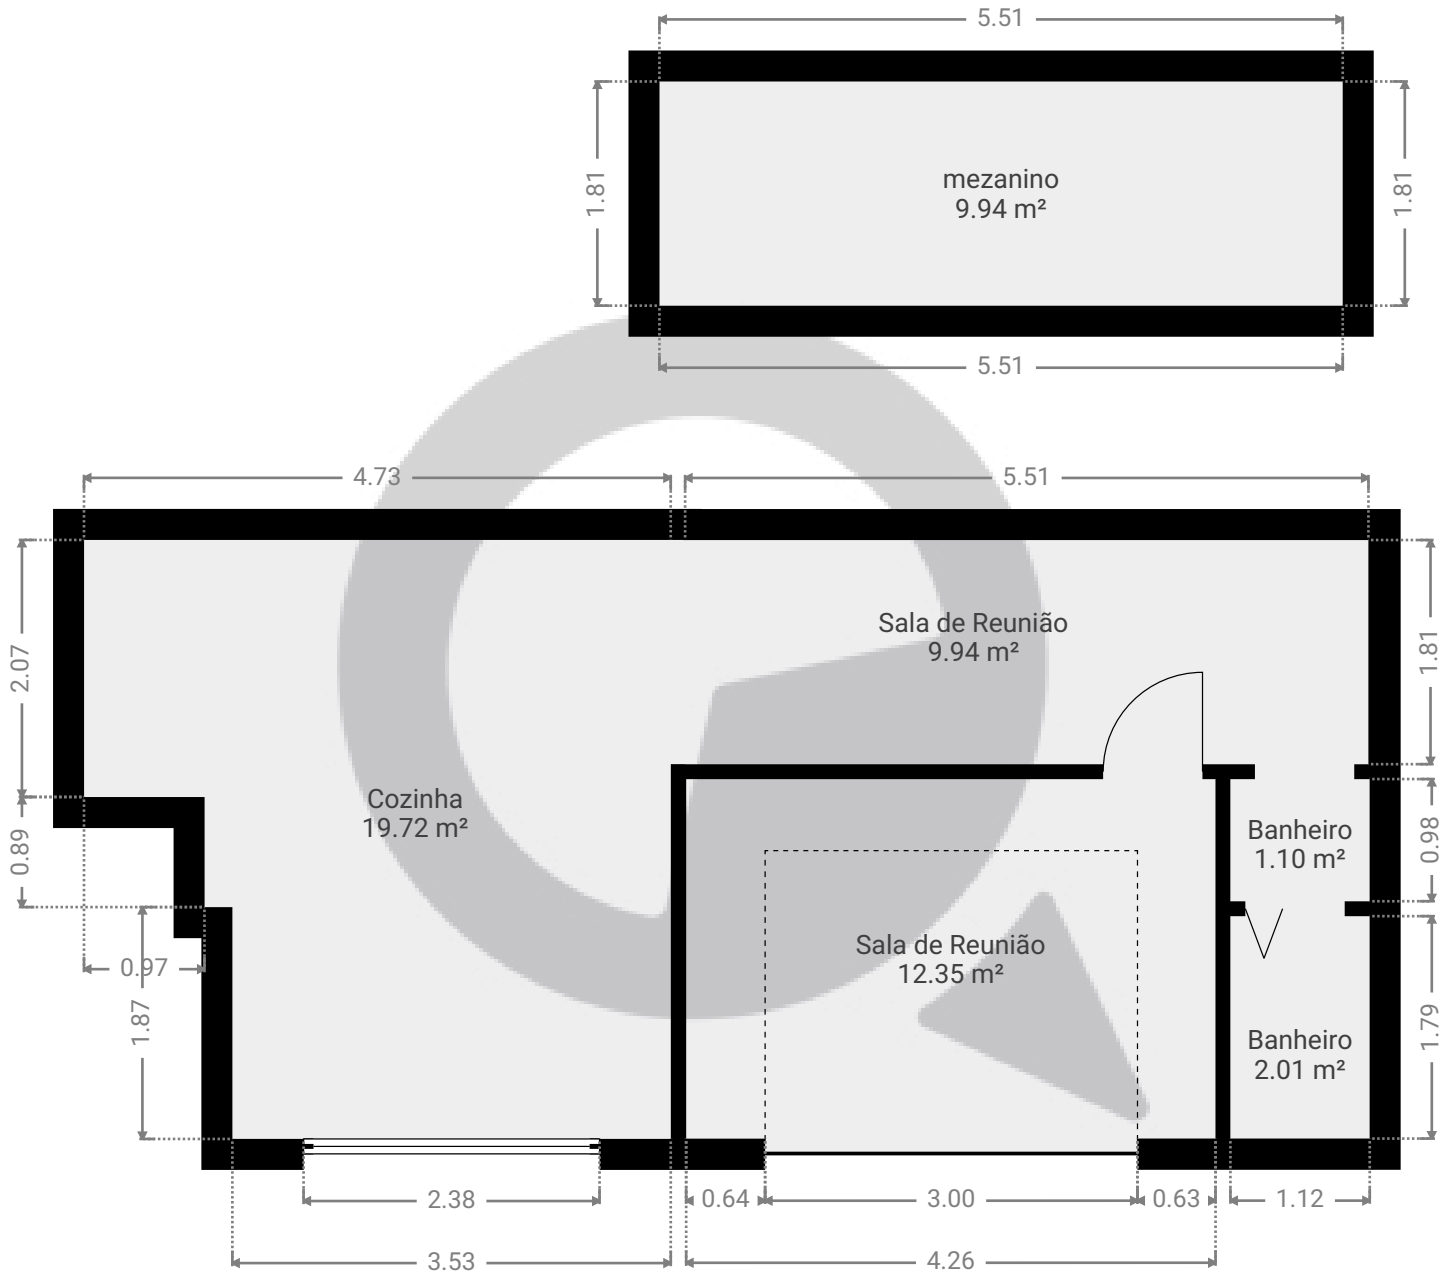 5.51
1.81
mezanino
9.94 m²
1.81
5.51
4.73
5.51
2.07
Sala de Reunião
9.94 m²
1.81
Cozinha
19.72 m²
0.89
Banheiro
1.10 m²
0.98
Sala de Reunião
12.35 m²
0.97
1.87
Banheiro
2.01 m²
1.79
2.38
0.64
3.00
0.63
1.12
3.53
4.26